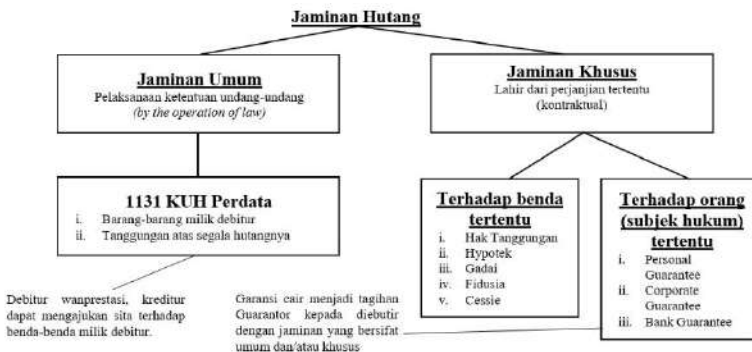 Jaminan Hutang
Jaminan Umum
Pelaksanaan ketentuan undang-undang
(by the operation of law)
Jaminan Khusus
Lahir dari perjanjian tertentu
(kontraktual)
1131 KUH Perdata
i. Barang-barang milik debitur
ii. Tanggungan atas segala hutangnya
Terhadap benda
tertentu
i. Hak Tanggungan
ii. Hypotek
iii. Gadai
iv. Fidusia
v. Cessie
Terhadap orang
(subjek hukum)
tertentu
i. Personal
Guarantee
ii. Corporate
Guarantee
iii. Bank Guarantee
Debitur wanprestasi, kreditur
dapat mengajukan sita terhadap
benda-benda milik debitur.
Garansi cair menjadi tagihan
Guarantor kepada diebutir
dengan jaminan yang bersifat
umum dan/atau khusus